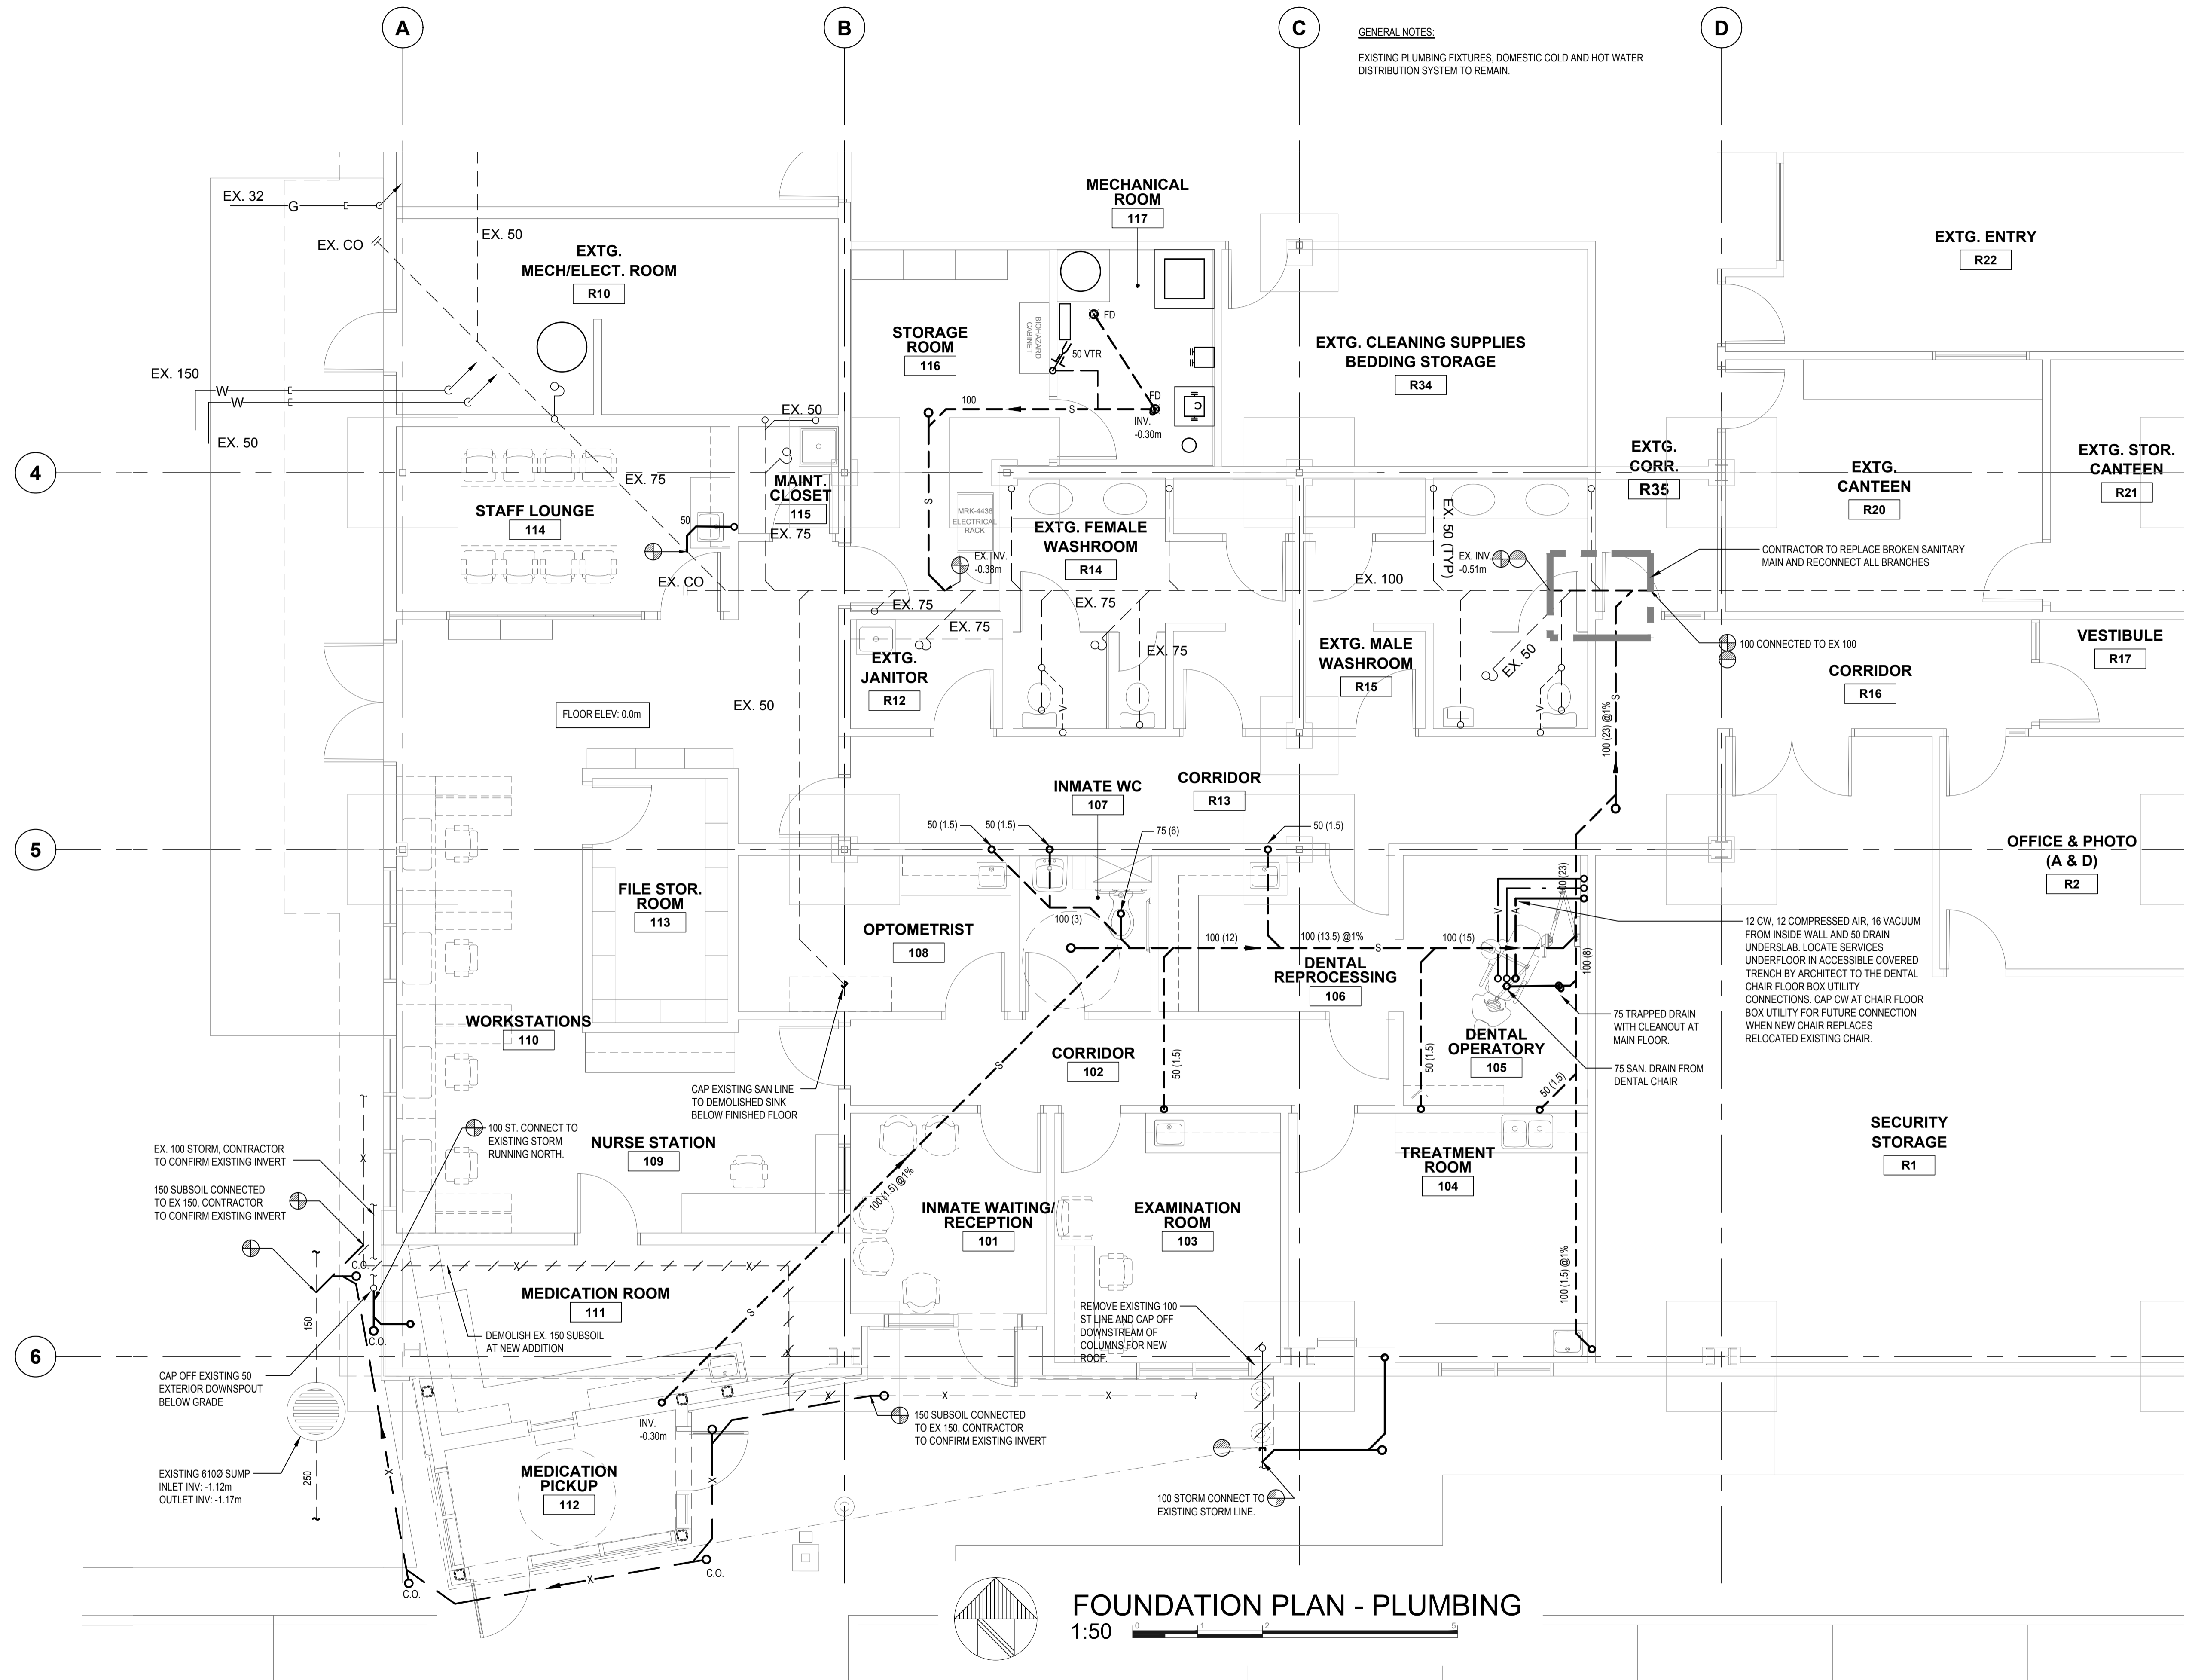 A
B
C
D
GENERAL NOTES:
EXISTING PLUMBING FIXTURES, DOMESTIC COLD AND HOT WATER
DISTRIBUTION SYSTEM TO REMAIN.
EX. 32
G
EX. CO
EX. 50
EXTG.
MECH/ELECT. ROOM
R10
MECHANICAL
ROOM
117
EXTG. ENTRY
R22
STORAGE
ROOM
116
BIOHAZARD
CABINET
FD
50 VTR
FD
INV.
-0.30m
100
S
EXTG. CLEANING SUPPLIES
BEDDING STORAGE
R34
EX. 150
W
W
EX. 50
EX. 50
4
EX. 75
STAFF LOUNGE
114
50
MAINT.
CLOSET
115
EX. 75
EX. CO
S
MRK-4436
ELECTRICAL
RACK
EX. INV.
-0.38m
EXTG. FEMALE
WASHROOM
R14
EX. 50 (TYP)
EX. INV.
-0.51m
EX. 100
EXTG.
CORR.
R35
EXTG.
CANTEEN
R20
EXTG. STOR.
CANTEEN
R21
CONTRACTOR TO REPLACE BROKEN SANITARY
MAIN AND RECONNECT ALL BRANCHES
EX. 75
EX. 75
EX. 75
EX. 75
EXTG.
JANITOR
R12
V
EXTG. MALE
WASHROOM
R15
EX. 50
V
S
100 (23) @1%
100 CONNECTED TO EX 100
CORRIDOR
R16
VESTIBULE
R17
FLOOR ELEV: 0.0m
EX. 50
INMATE WC
107
CORRIDOR
R13
50 (1.5)
50 (1.5)
75 (6)
50 (1.5)
5
FILE STOR.
ROOM
113
OPTOMETRIST
108
100 (3)
100 (12)
100 (13.5) @1%
S
100 (15)
DENTAL
REPROCESSING
106
V
A
100 (23)
100 (8)
OFFICE & PHOTO
(A & D)
R2
12 CW, 12 COMPRESSED AIR, 16 VACUUM
FROM INSIDE WALL AND 50 DRAIN
UNDERSLAB. LOCATE SERVICES
UNDERFLOOR IN ACCESSIBLE COVERED
TRENCH BY ARCHITECT TO THE DENTAL
CHAIR FLOOR BOX UTILITY
CONNECTIONS. CAP CW AT CHAIR FLOOR
BOX UTILITY FOR FUTURE CONNECTION
WHEN NEW CHAIR REPLACES
RELOCATED EXISTING CHAIR.
75 TRAPPED DRAIN
WITH CLEANOUT AT
MAIN FLOOR.
75 SAN. DRAIN FROM
DENTAL CHAIR
WORKSTATIONS
110
CORRIDOR
102
DENTAL
OPERATORY
105
S
50 (1.5)
50 (1.5)
50 (1.5)
CAP EXISTING SAN LINE
TO DEMOLISHED SINK
BELOW FINISHED FLOOR
100 ST. CONNECT TO
EXISTING STORM
RUNNING NORTH.
NURSE STATION
109
EX. 100 STORM, CONTRACTOR
TO CONFIRM EXISTING INVERT
X
150 SUBSOIL CONNECTED
TO EX 150, CONTRACTOR
TO CONFIRM EXISTING INVERT
SECURITY
STORAGE
R1
TREATMENT
ROOM
104
100 (1.5) @1%
INMATE WAITING/
RECEPTION
101
EXAMINATION
ROOM
103
100 (1.5) @1%
C.O.
X
X
MEDICATION ROOM
111
S
150
C.O.
DEMOLISH EX. 150 SUBSOIL
AT NEW ADDITION
X
REMOVE EXISTING 100
ST LINE AND CAP OFF
DOWNSTREAM OF
COLUMNS FOR NEW
ROOF.
6
CAP OFF EXISTING 50
EXTERIOR DOWNSPOUT
BELOW GRADE
X
X
X
INV.
-0.30m
150 SUBSOIL CONNECTED
TO EX 150, CONTRACTOR
TO CONFIRM EXISTING INVERT
X
X
250
EXISTING 610Ø SUMP
INLET INV: -1.12m
OUTLET INV: -1.17m
MEDICATION
PICKUP
112
100 STORM CONNECT TO
EXISTING STORM LINE.
C.O.
X
C.O.
FOUNDATION PLAN - PLUMBING
1:50
0 1 2 5